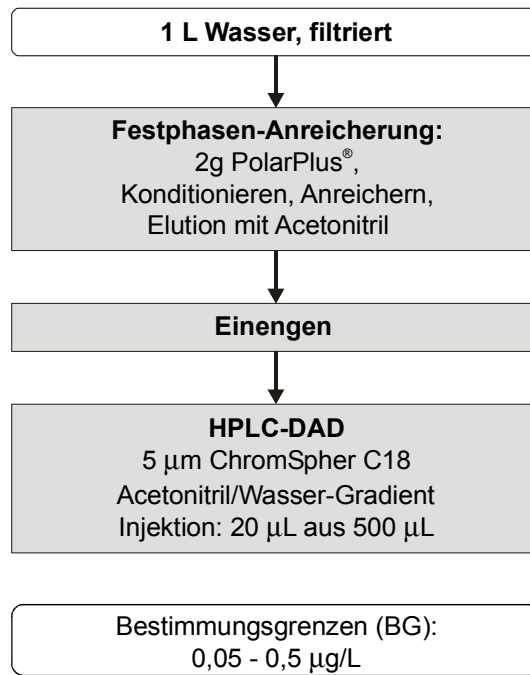 1 L Wasser, filtriert
Festphasen-Anreicherung:
2g PolarPlus®,
Konditionieren, Anreichern,
Elution mit Acetonitril
Einengen
HPLC-DAD
5 µm ChromSpher C18
Acetonitril/Wasser-Gradient
Injektion: 20 µL aus 500 µL
Bestimmungsgrenzen (BG):
0,05 - 0,5 µg/L